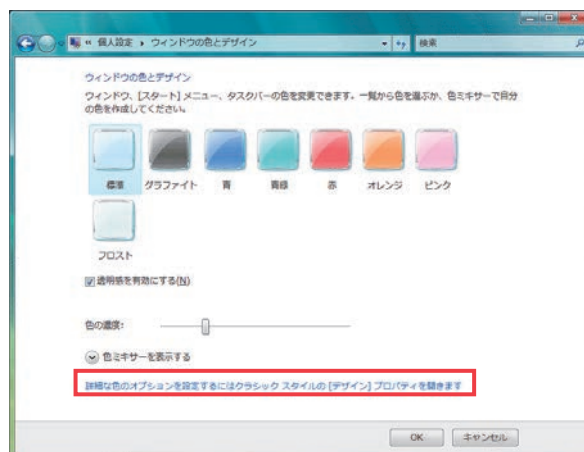 « 個人設定 ▸ ウィンドウの色とデザイン
検索
ウィンドウの色とデザイン
ウィンドウ、[スタート] メニュー、タスクバーの色を変更できます。一覧から色を選ぶか、色ミキサーで自分
の色を作成してください。
標準 グラファイト 青 青緑 赤 オレンジ ピンク
フロスト
透明感を有効にする(N)
色の濃度:
色ミキサーを表示する
詳細な色のオプションを設定するにはクラシック スタイルの [デザイン] プロパティを開きます
OK キャンセル